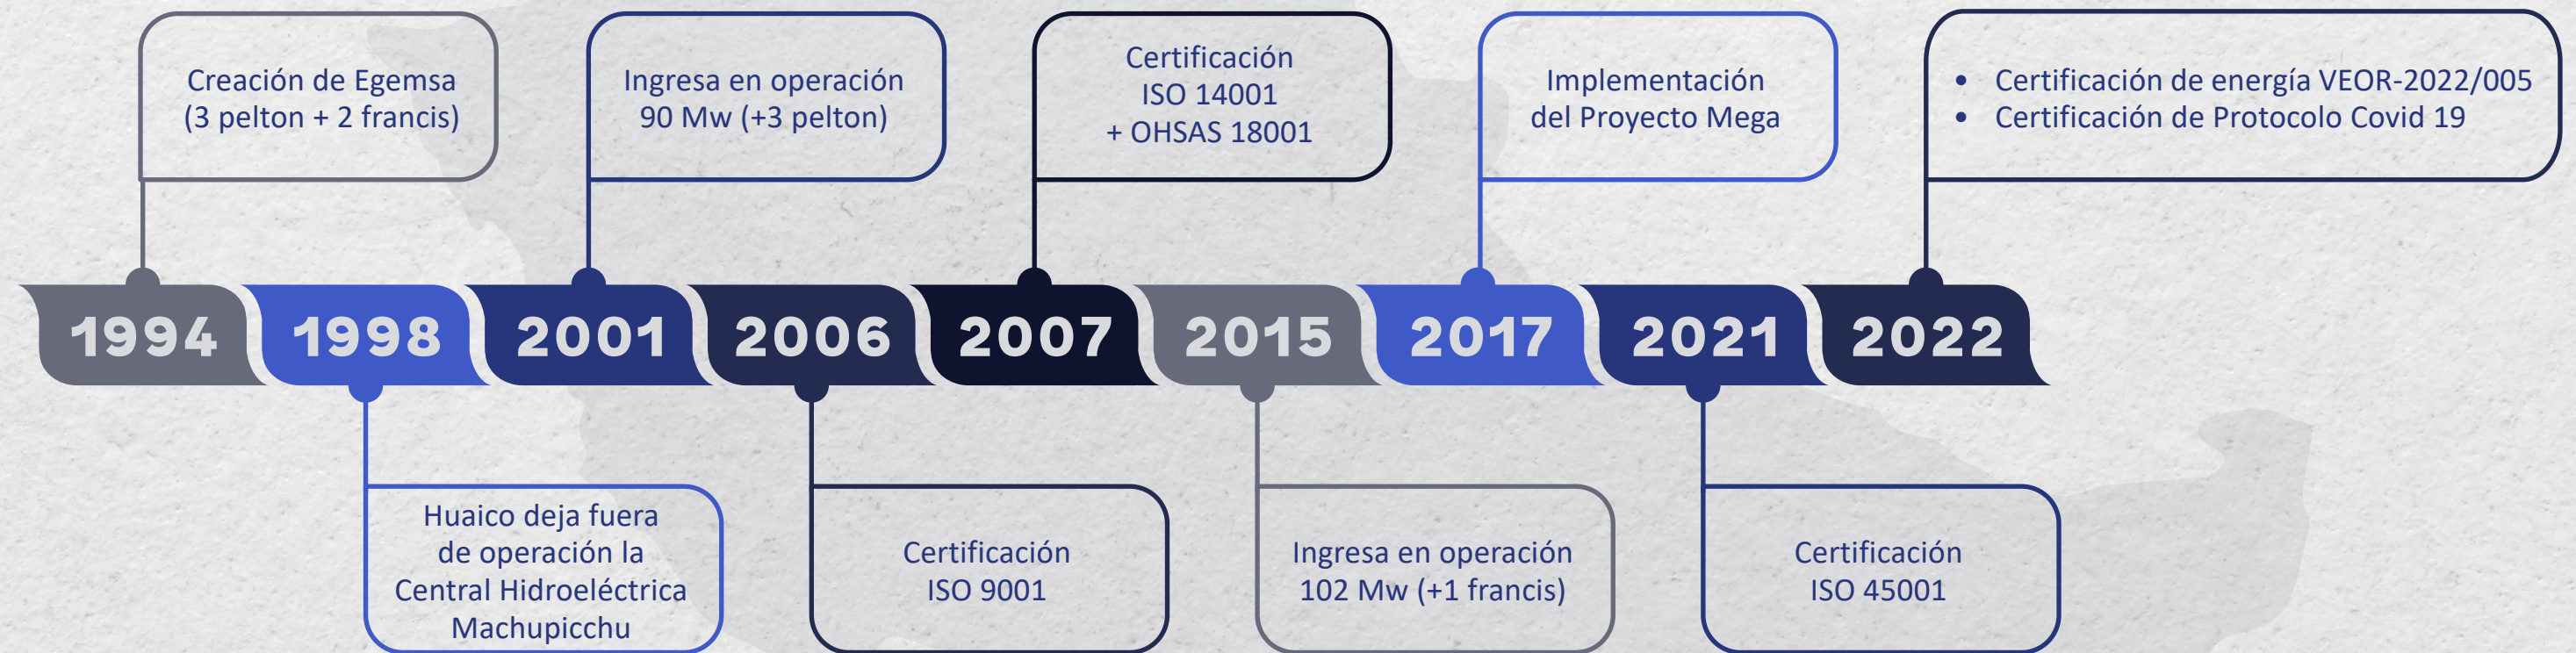 Creación de Egemsa
(3 pelton + 2 francis)
Ingresa en operación
90 Mw (+3 pelton)
Certificación
ISO 14001
+ OHSAS 18001
Implementación
del Proyecto Mega
• Certificación de energía VEOR-2022/005
• Certificación de Protocolo Covid 19
1994
1998
2001
2006
2007
2015
2017
2021
2022
Huaico deja fuera
de operación la
Central Hidroeléctrica
Machupicchu
Certificación
ISO 9001
Ingresa en operación
102 Mw (+1 francis)
Certificación
ISO 45001